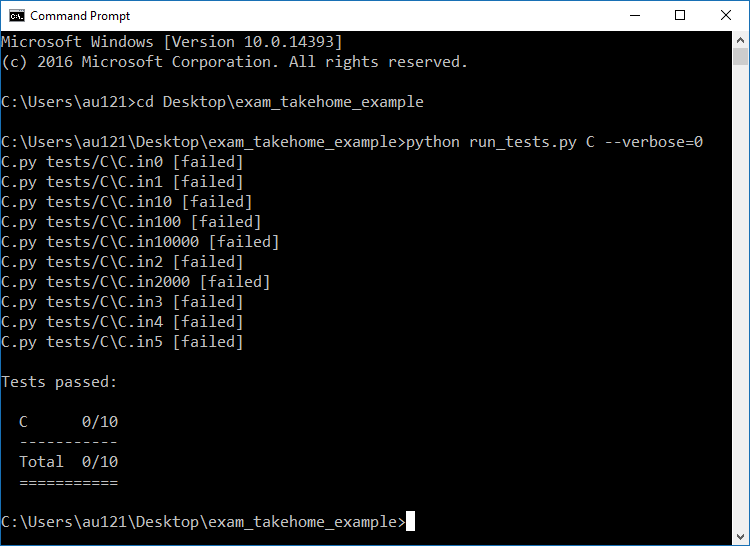 Command Prompt
Microsoft Windows [Version 10.0.14393]
(c) 2016 Microsoft Corporation. All rights reserved.
C:\Users\au121>cd Desktop\exam_takehome_example
C:\Users\au121\Desktop\exam_takehome_example>python run_tests.py C --verbose=0
C.py tests/C\C.in0 [failed]
C.py tests/C\C.in1 [failed]
C.py tests/C\C.in10 [failed]
C.py tests/C\C.in100 [failed]
C.py tests/C\C.in10000 [failed]
C.py tests/C\C.in2 [failed]
C.py tests/C\C.in2000 [failed]
C.py tests/C\C.in3 [failed]
C.py tests/C\C.in4 [failed]
C.py tests/C\C.in5 [failed]
Tests passed:
C      0/10
-----------
Total  0/10
===========
C:\Users\au121\Desktop\exam_takehome_example>